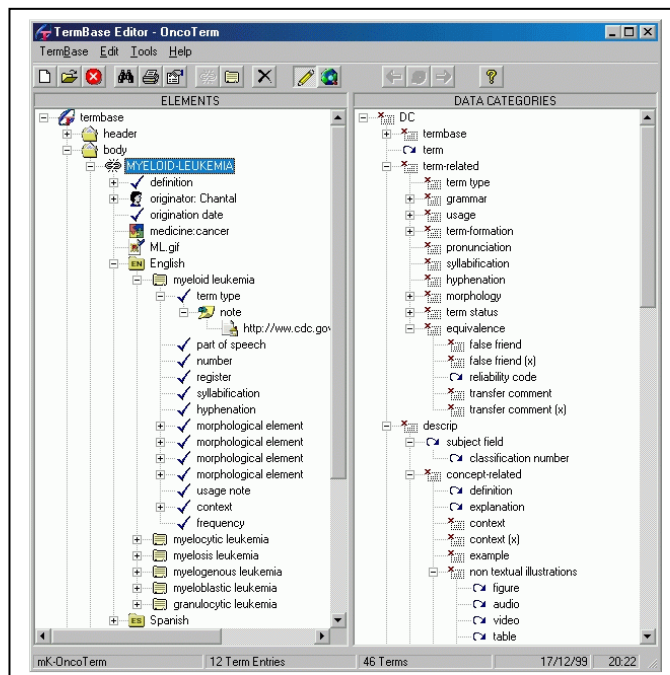 TermBase Editor - OncoTerm
TermBase Edit Tools Help
ELEMENTS
termbase
header
body
MYELOID-LEUKEMIA
definition
originator: Chantal
origination date
medicine:cancer
ML.gif
EN English
myeloid leukemia
term type
note
http://www.cdc.gov
part of speech
number
register
syllabification
hyphenation
morphological element
morphological element
morphological element
morphological element
usage note
context
frequency
myelocytic leukemia
myelosis leukemia
myelogenous leukemia
myeloblastic leukemia
granulocytic leukemia
ES Spanish
DATA CATEGORIES
DC
termbase
term
term-related
term type
grammar
usage
term-formation
pronunciation
syllabification
hyphenation
morphology
term status
equivalence
false friend
false friend (x)
reliability code
transfer comment
transfer comment (x)
descrip
subject field
classification number
concept-related
definition
explanation
context
context (x)
example
non textual illustrations
figure
audio
video
table
mK-OncoTerm 12 Term Entries 46 Terms 17/12/99 20:22